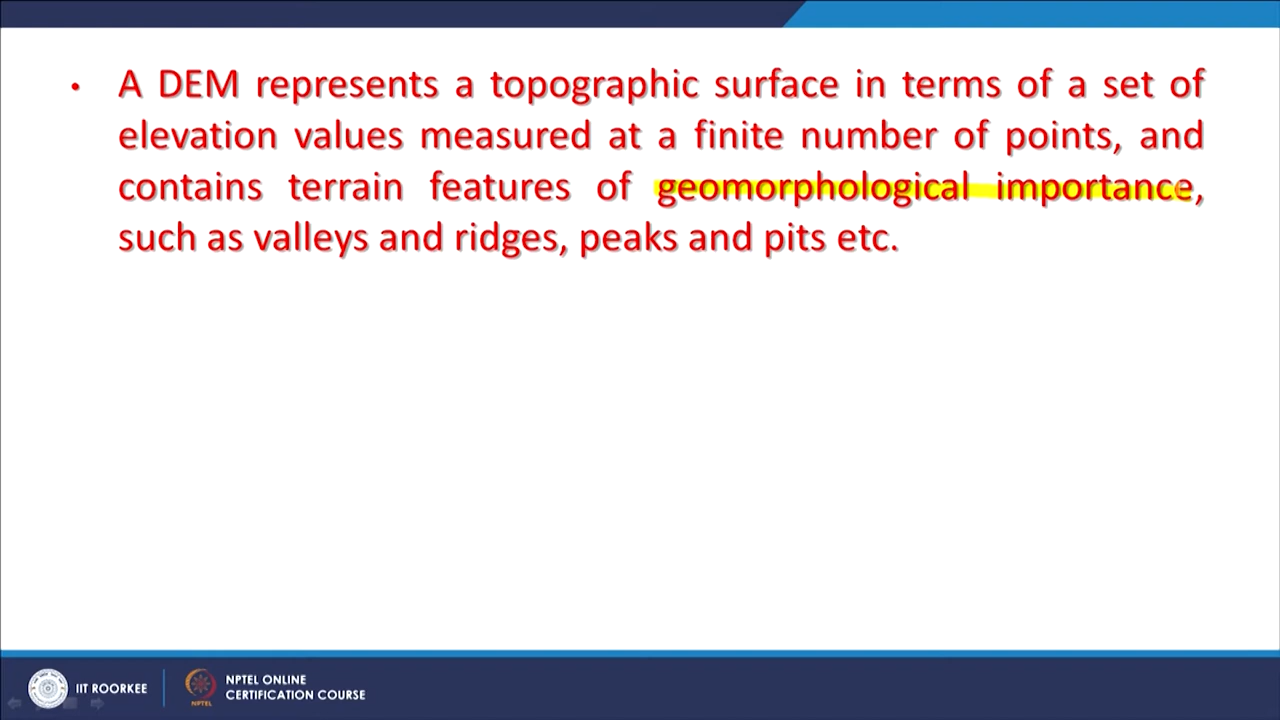 • A DEM represents a topographic surface in terms of a set of
elevation values measured at a finite number of points, and
contains terrain features of geomorphological importance,
such as valleys and ridges, peaks and pits etc.
IIT ROORKEE
NPTEL ONLINE
CERTIFICATION COURSE
NPTEL